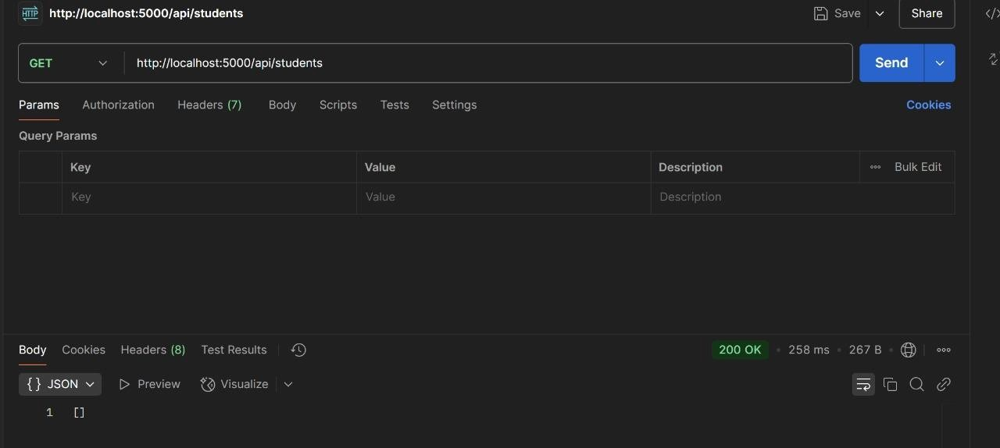 HTTP http://localhost:5000/api/students Save Share
GET http://localhost:5000/api/students Send
Params Authorization Headers (7) Body Scripts Tests Settings Cookies
Query Params
Key Value Description Bulk Edit
Key Value Description
Body Cookies Headers (8) Test Results 200 OK • 258 ms • 267 B •
{} JSON Preview Visualize
1 []